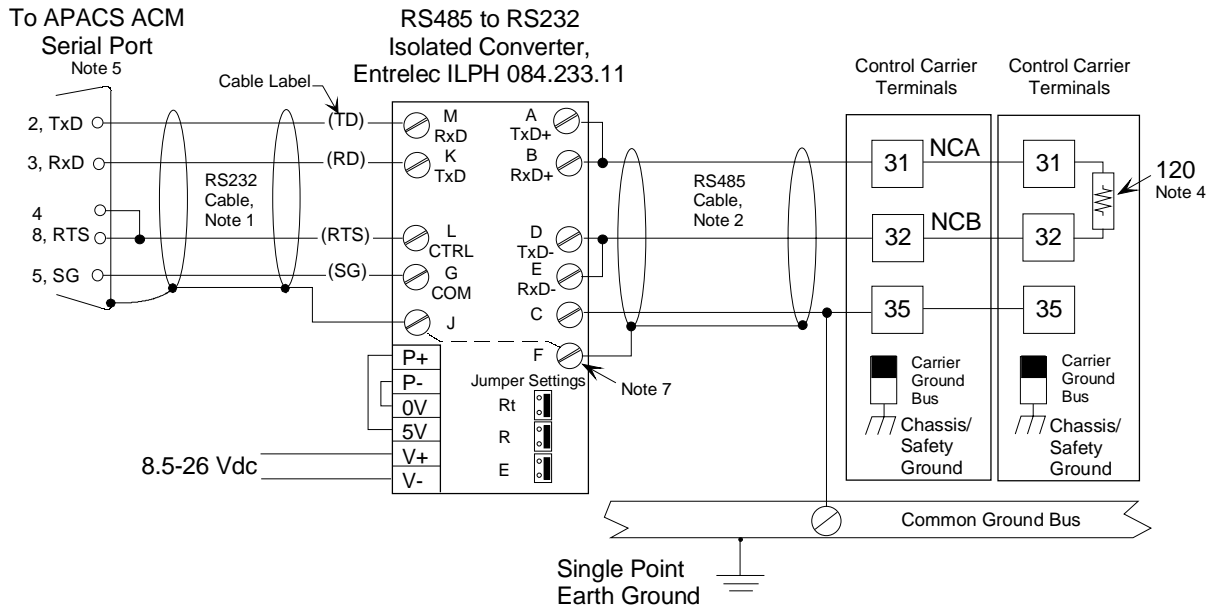 To APACS ACM
Serial Port
Note 5
RS485 to RS232
Isolated Converter,
Entrelec ILPH 084.233.11
Cable Label
Control Carrier
Terminals
Control Carrier
Terminals
2, TxD
(TD)
M
RxD
A
TxD+
3, RxD
(RD)
K
TxD
B
RxD+
31
NCA
31
RS232
Cable,
Note 1
RS485
Cable,
Note 2
120
Note 4
4
8, RTS
(RTS)
L
CTRL
D
TxD-
32
NCB
32
5, SG
(SG)
G
COM
E
RxD-
J
C
35
35
F
Note 7
P+
P-
0V
5V
V+
V-
Jumper Settings
Rt
R
E
8.5-26 Vdc
Carrier
Ground
Bus
Chassis/
Safety
Ground
Carrier
Ground
Bus
Chassis/
Safety
Ground
Common Ground Bus
Single Point
Earth Ground